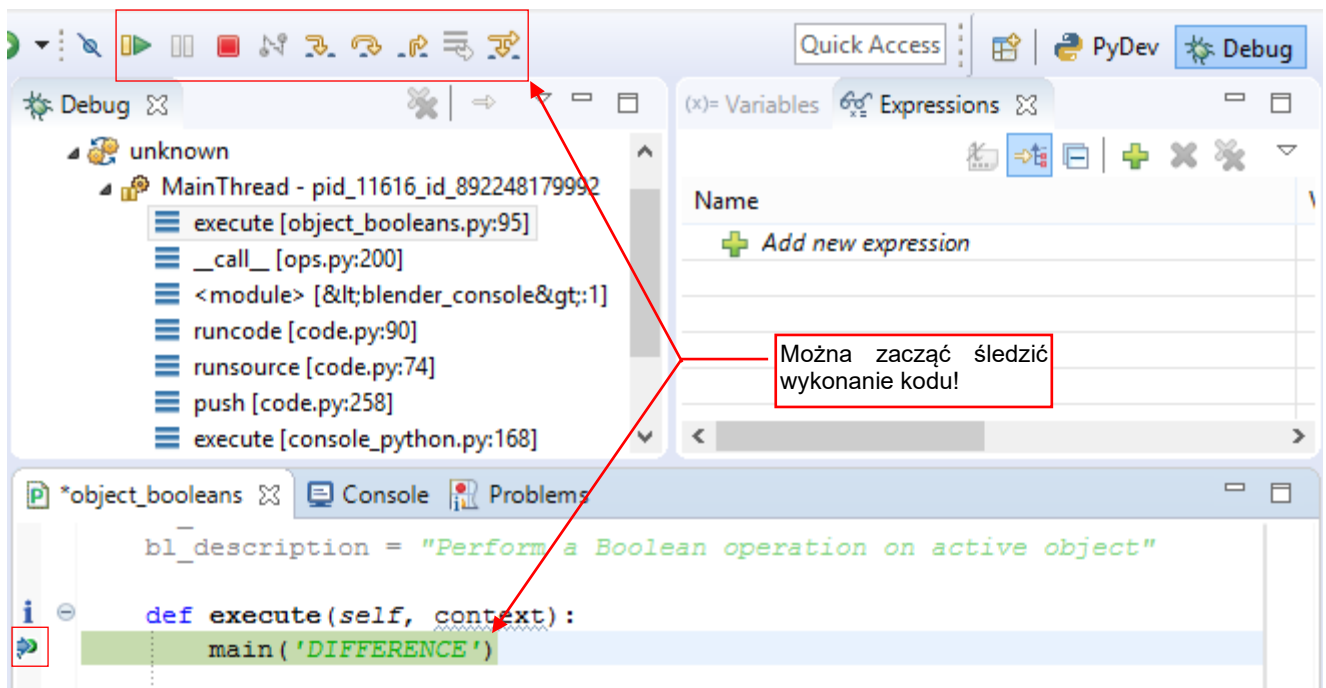 Quick Access
PyDev
Debug
Debug
(x)= Variables
Expressions
unknown
MainThread - pid_11616_id_892248179992
Name
execute [object_booleans.py:95]
Add new expression
__call__ [ops.py:200]
<module> [&lt;blender_console&gt;:1]
runcode [code.py:90]
runsource [code.py:74]
push [code.py:258]
execute [console_python.py:168]
Można zacząć śledzić
wykonanie kodu!
*object_booleans
Console
Problems
bl_description = "Perform a Boolean operation on active object"
def execute(self, context):
main('DIFFERENCE')